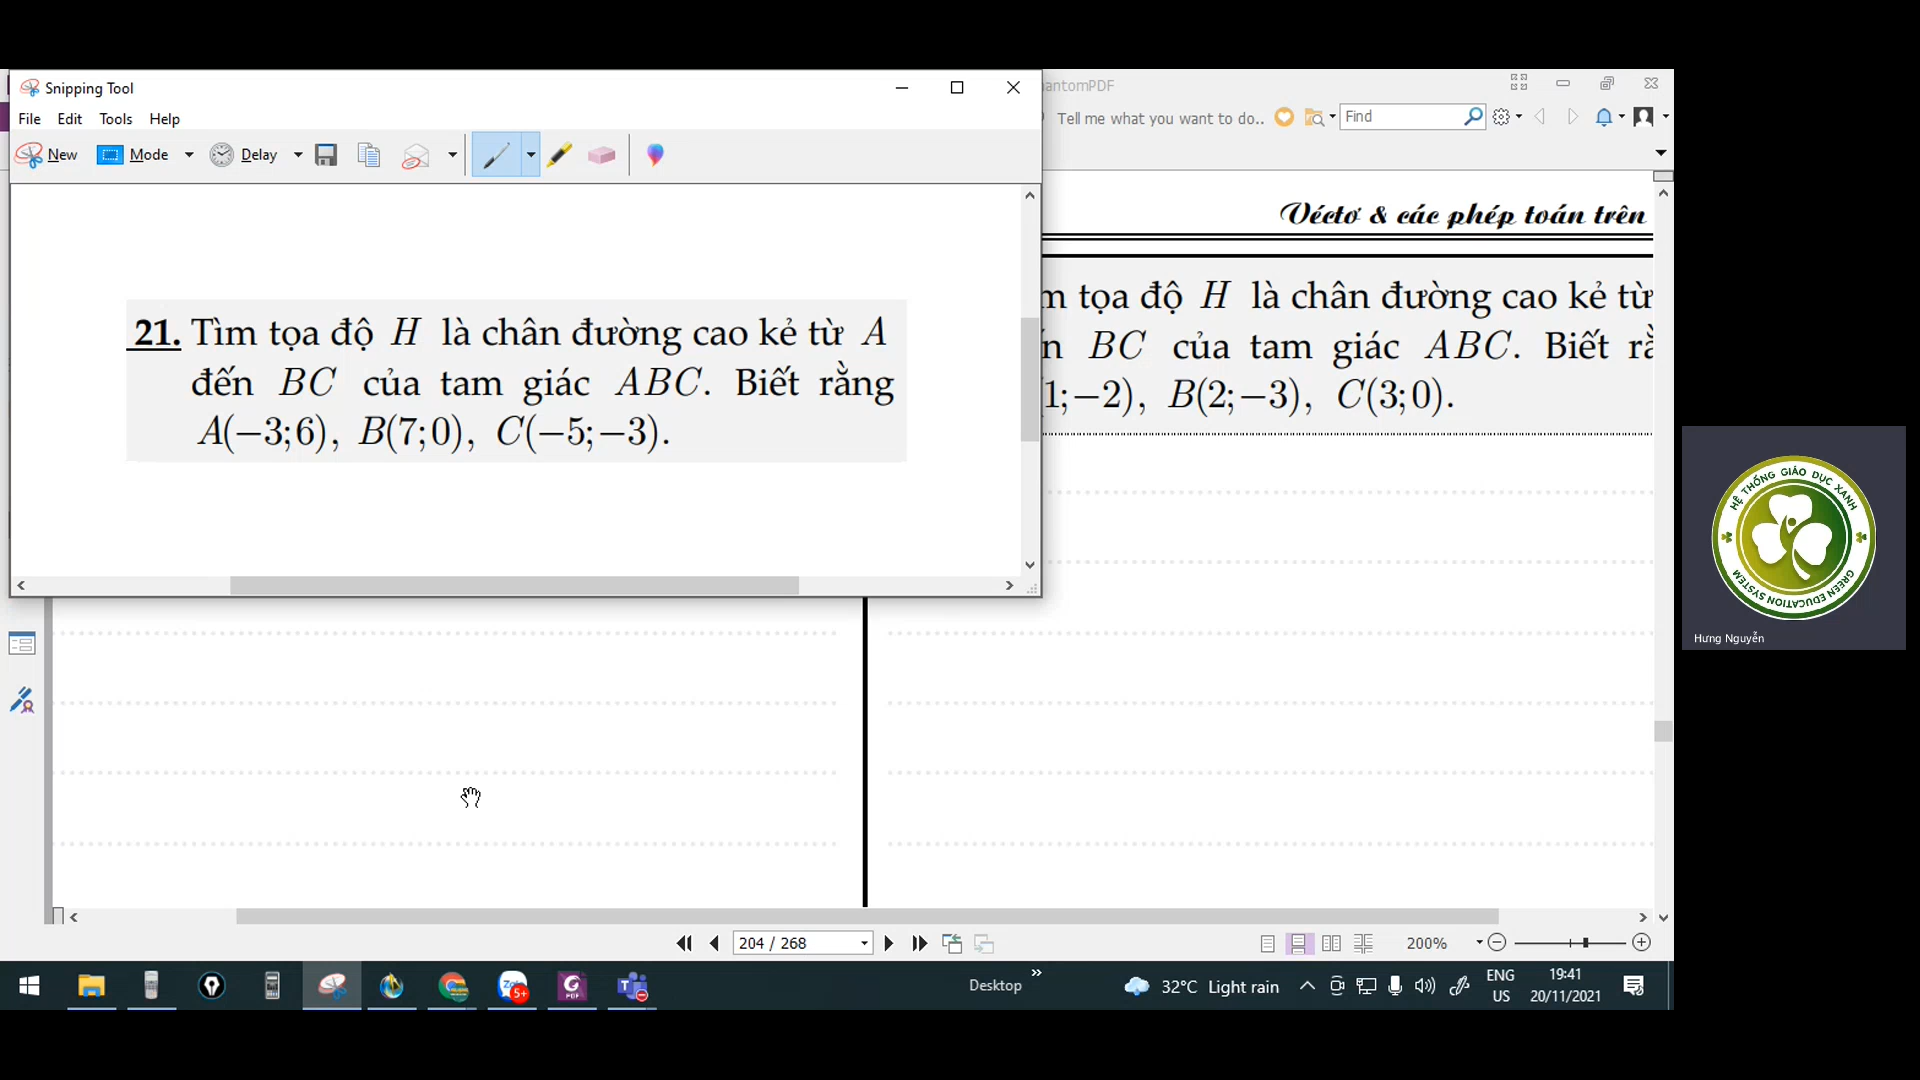 Snipping Tool
File Edit Tools Help
New Mode Delay
21. Tìm tọa độ H là chân đường cao kẻ từ A
đến BC của tam giác ABC. Biết rằng
A(−3;6), B(7;0), C(−5;−3).
antomPDF
Tell me what you want to do..
Find
Véctơ & các phép toán trên
m tọa độ H là chân đường cao kẻ từ
n BC của tam giác ABC. Biết rằ
1;−2), B(2;−3), C(3;0).
HỆ THỐNG GIÁO DỤC XANH
GREEN EDUCATION SYSTEM
Hưng Nguyễn
204 / 268
200%
Desktop
32°C Light rain
ENG
US
19:41
20/11/2021